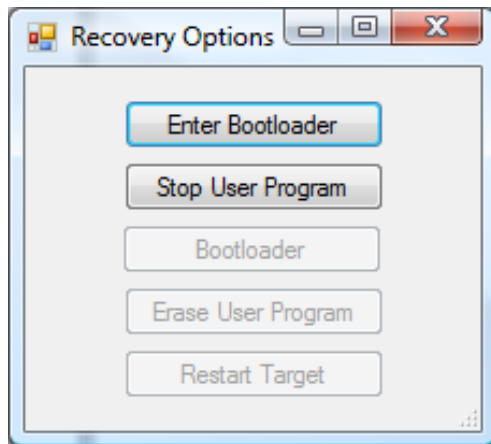 Recovery Options
Enter Bootloader
Stop User Program
Bootloader
Erase User Program
Restart Target